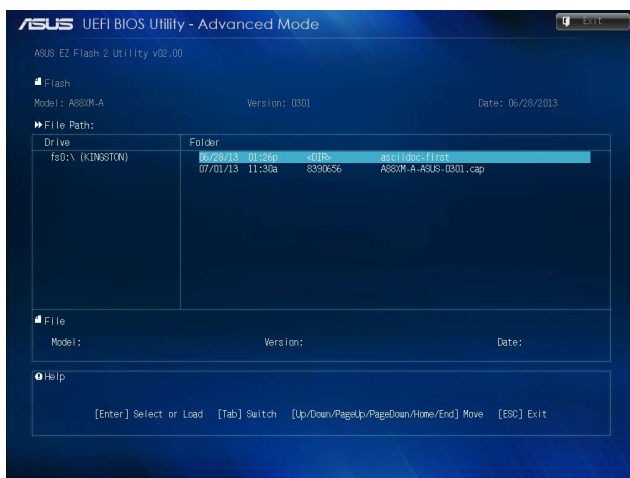 ASUS UEFI BIOS Utility - Advanced Mode
Exit
ASUS EZ Flash 2 Utility v02.00
Flash
Model: A88XM-A Version: 0301 Date: 06/28/2013
File Path:
Drive Folder
fs0:\ (KINGSTON) 06/28/13 01:26p <DIR> asciidoc-first
07/01/13 11:30a 8390656 A88XM-A-ASUS-0301.cap
File
Model: Version: Date:
Help
[Enter] Select or Load [Tab] Switch [Up/Down/PageUp/PageDown/Home/End] Move [ESC] Exit